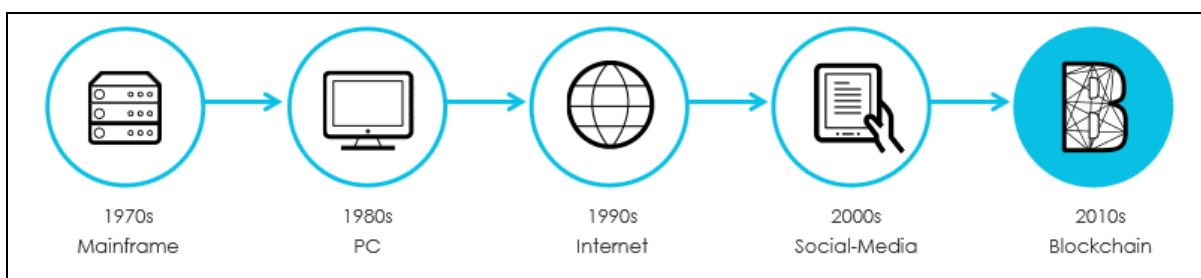 1970s
Mainframe
1980s
PC
1990s
Internet
2000s
Social-Media
2010s
Blockchain